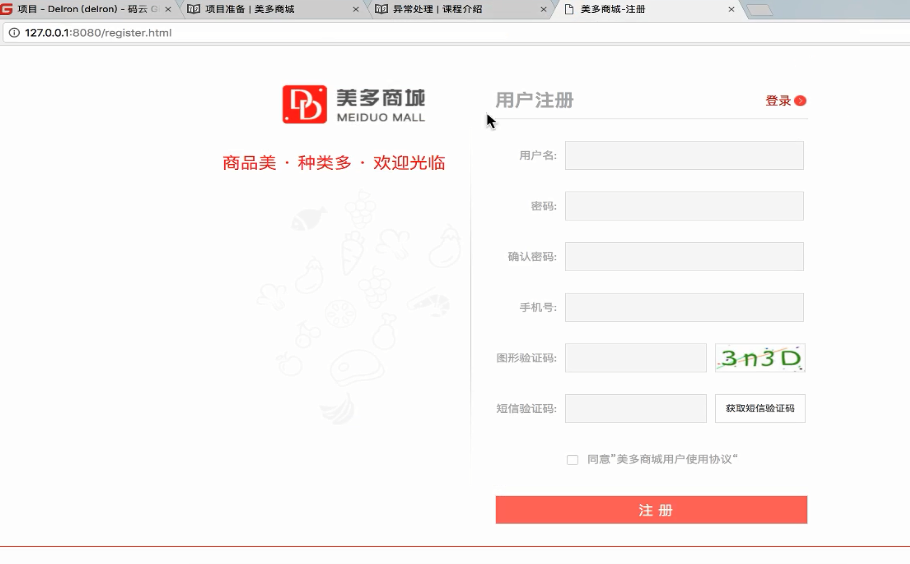 项目 - Delron (delron) - 码云 G
项目准备 | 美多商城
异常处理 | 课程介绍
美多商城-注册
127.0.0.1:8080/register.html
美多商城
MEIDUO MALL
商品美 · 种类多 · 欢迎光临
用户注册
登录
用户名:
密码:
确认密码:
手机号:
图形验证码:
3n3D
短信验证码:
获取短信验证码
同意”美多商城用户使用协议“
注 册